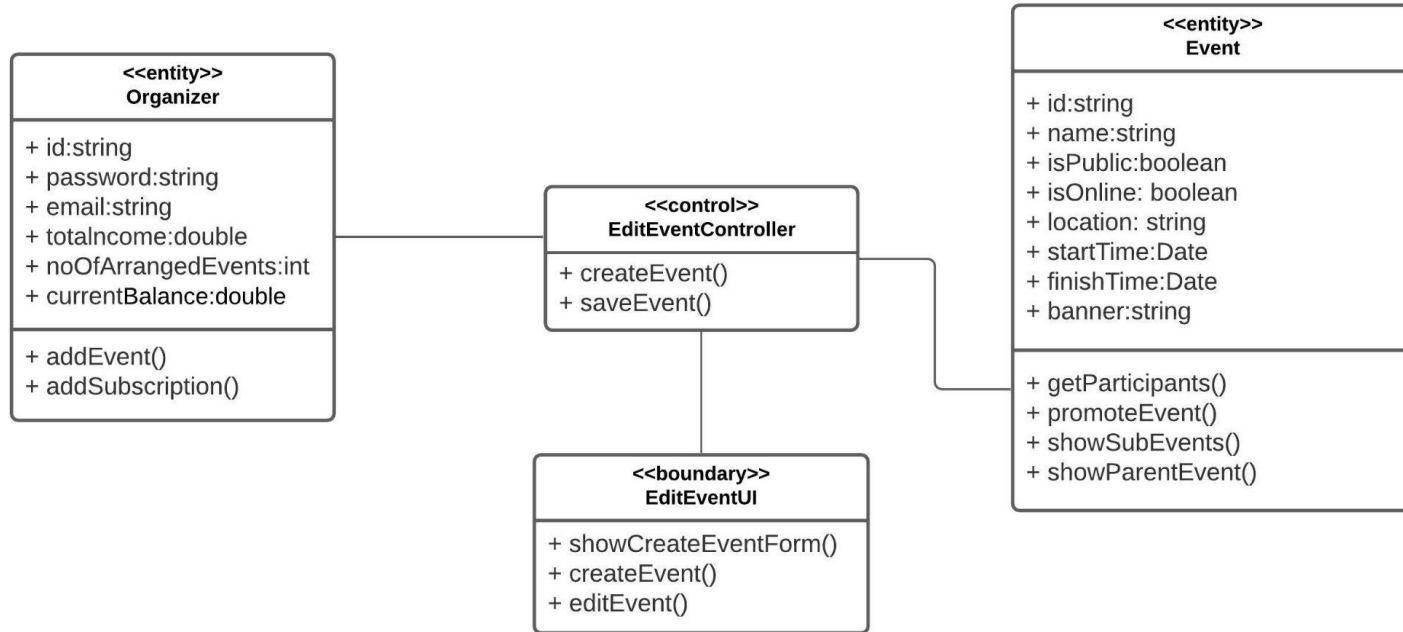 <<entity>>
Organizer
+ id:string
+ password:string
+ email:string
+ totalncome:double
+ noOfArrangedEvents:int
+ currentBalance:double
+ addEvent()
+ addSubscription()
<<control>>
EditEventController
+ createEvent()
+ saveEvent()
<<boundary>>
EditEventUI
+ showCreateEventForm()
+ createEvent()
+ editEvent()
<<entity>>
Event
+ id:string
+ name:string
+ isPublic:boolean
+ isOnline: boolean
+ location: string
+ startTime:Date
+ finishTime:Date
+ banner:string
+ getParticipants()
+ promoteEvent()
+ showSubEvents()
+ showParentEvent()